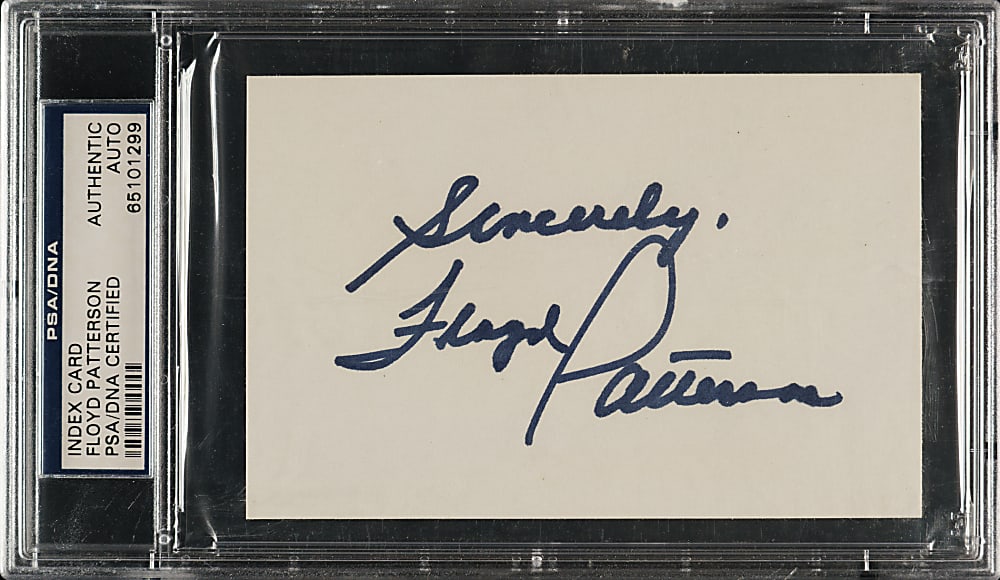 PSA/DNA
INDEX CARD
FLOYD PATTERSON AUTHENTIC
PSA/DNA CERTIFIED AUTO
65101299
Sincerely.
Floyd Patterson